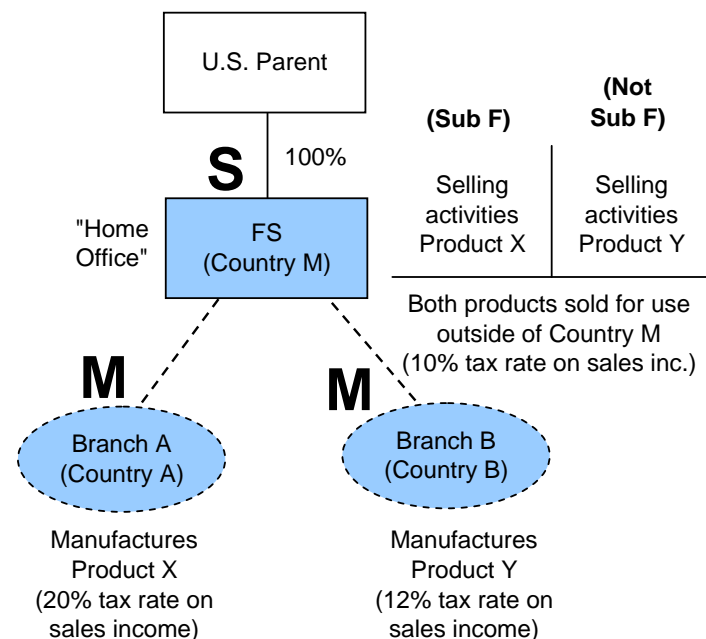 U.S. Parent
(Sub F)
(Not
Sub F)
S
100%
"Home
Office"
FS
(Country M)
Selling
activities
Product X
Selling
activities
Product Y
Both products sold for use
outside of Country M
(10% tax rate on sales inc.)
M
M
Branch A
(Country A)
Branch B
(Country B)
Manufactures
Product X
(20% tax rate on
sales income)
Manufactures
Product Y
(12% tax rate on
sales income)